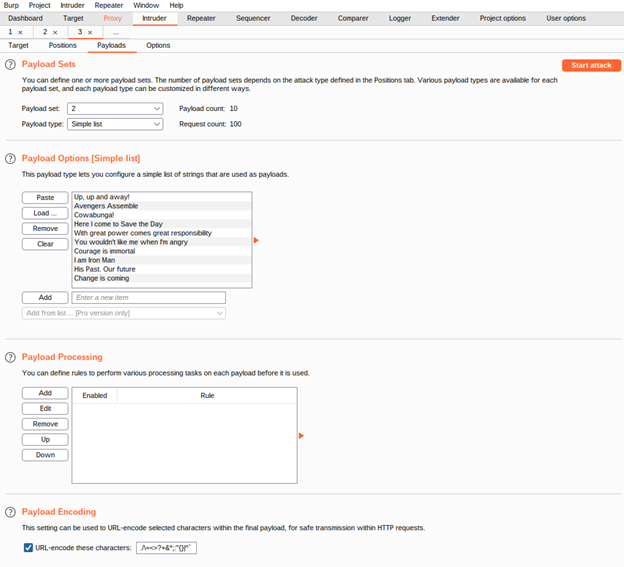 Burp Project Intruder Repeater Window Help
Dashboard Target Proxy Intruder Repeater Sequencer Decoder Comparer Logger Extender Project options User options
1 × 2 × 3 × ...
Target Positions Payloads Options
? Payload Sets Start attack
You can define one or more payload sets. The number of payload sets depends on the attack type defined in the Positions tab. Various payload types are available for each
payload set, and each payload type can be customized in different ways.
Payload set: 2 Payload count: 10
Payload type: Simple list Request count: 100
? Payload Options [Simple list]
This payload type lets you configure a simple list of strings that are used as payloads.
Paste Up, up and away!
Avengers Assemble
Load ... Cowabunga!
Here I come to Save the Day
Remove With great power comes great responsibility
Clear You wouldn't like me when I'm angry
Courage is immortal
I am Iron Man
His Past. Our future
Change is coming
Add Enter a new item
Add from list ... [Pro version only]
? Payload Processing
You can define rules to perform various processing tasks on each payload before it is used.
Add Enabled Rule
Edit
Remove
Up
Down
? Payload Encoding
This setting can be used to URL-encode selected characters within the final payload, for safe transmission within HTTP requests.
URL-encode these characters: